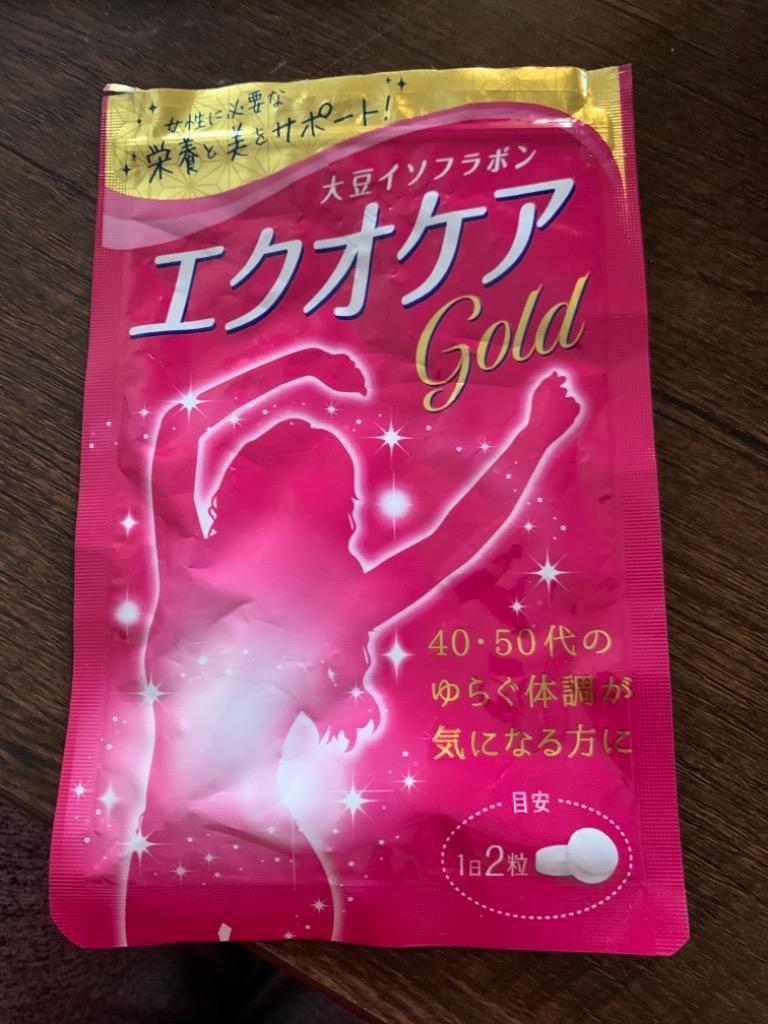 女性に必要な
栄養と美をサポート!
大豆イソフラボン
エクオケア
Gold
40・50代の
ゆらぐ体調が
気になる方に
目安
1日2粒